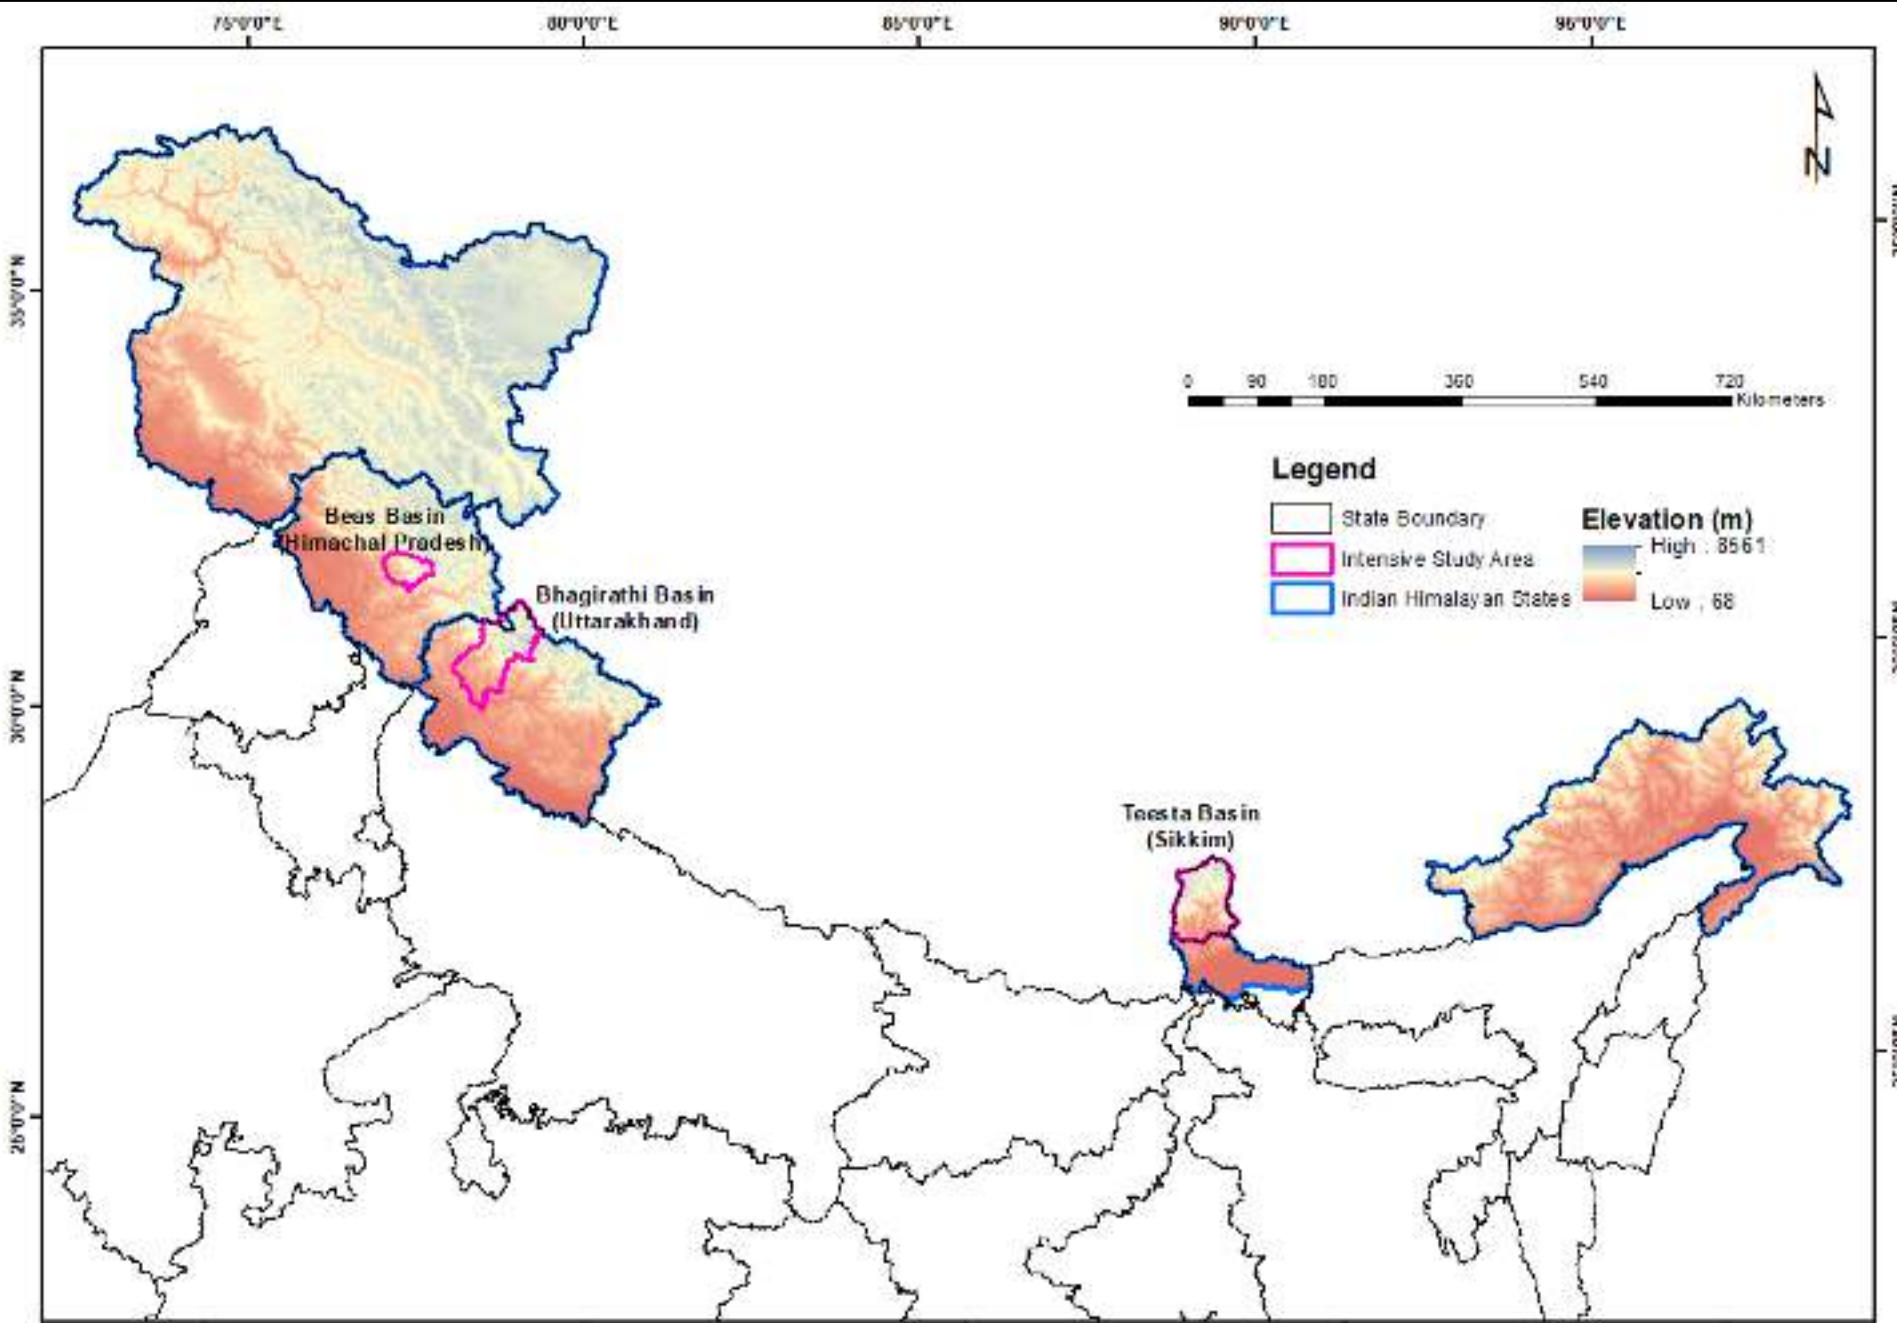 75°0'0"E 80°0'0"E 85°0'0"E 90°0'0"E 95°0'0"E
N
35°0'0"N
0 90 180 360 540 720
Kilometers
Legend
State Boundary
Intensive Study Area
Indian Himalayan States
Elevation (m)
High : 8561
Low : 68
Beas Basin
(Himachal Pradesh)
Bhagirathi Basin
(Uttarakhand)
30°0'0"N
Teesta Basin
(Sikkim)
25°0'0"N